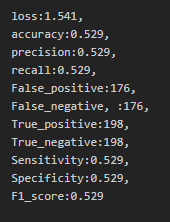 loss:1.541,
accuracy:0.529,
precision:0.529,
recall:0.529,
False_positive:176,
False_negative, :176,
True_positive:198,
True_negative:198,
Sensitivity:0.529,
Specificity:0.529,
F1_score:0.529